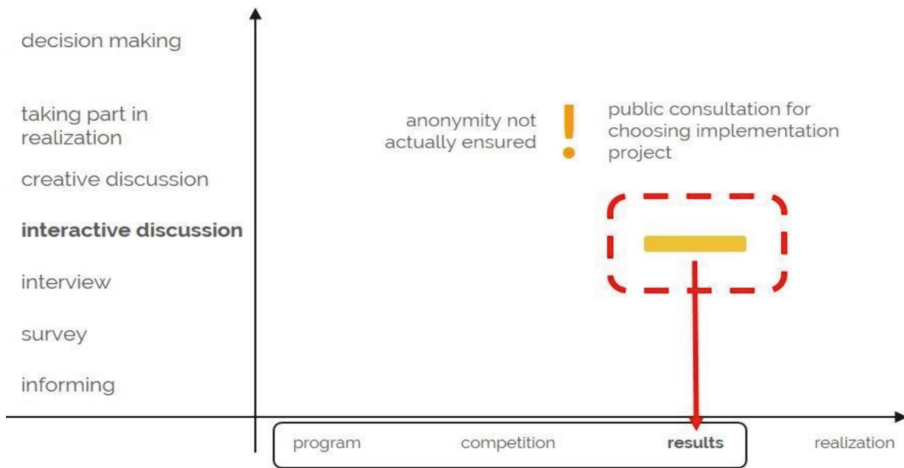 decision making
taking part in
realization
creative discussion
interactive discussion
interview
survey
informing
anonymity not
actually ensured
!
public consultation for
choosing implementation
project
program
competition
results
realization